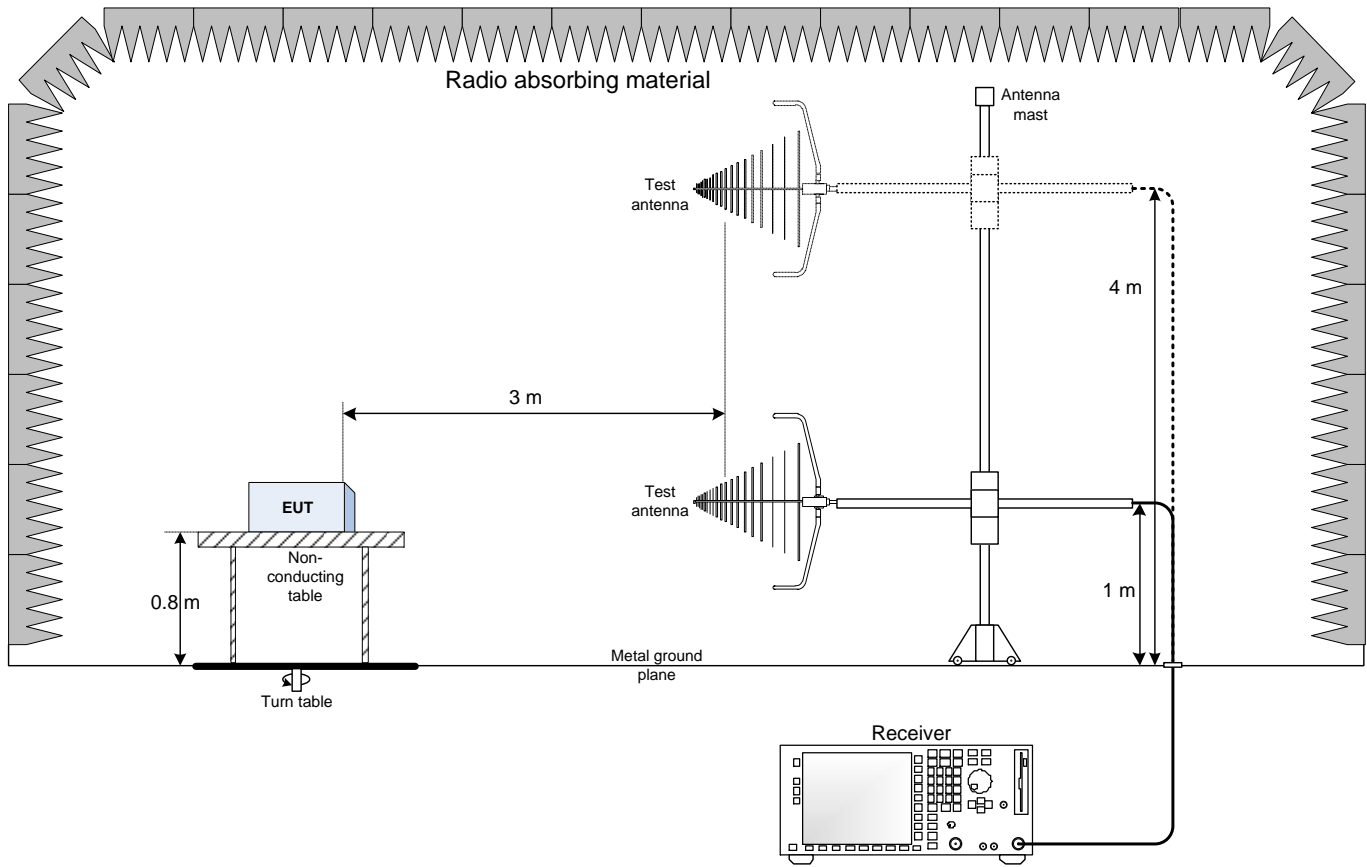 Radio absorbing material
Antenna
mast
Test
antenna
4 m
3 m
Test
antenna
EUT
Non-
conducting
table
0.8 m
1 m
Metal ground
plane
Turn table
Receiver